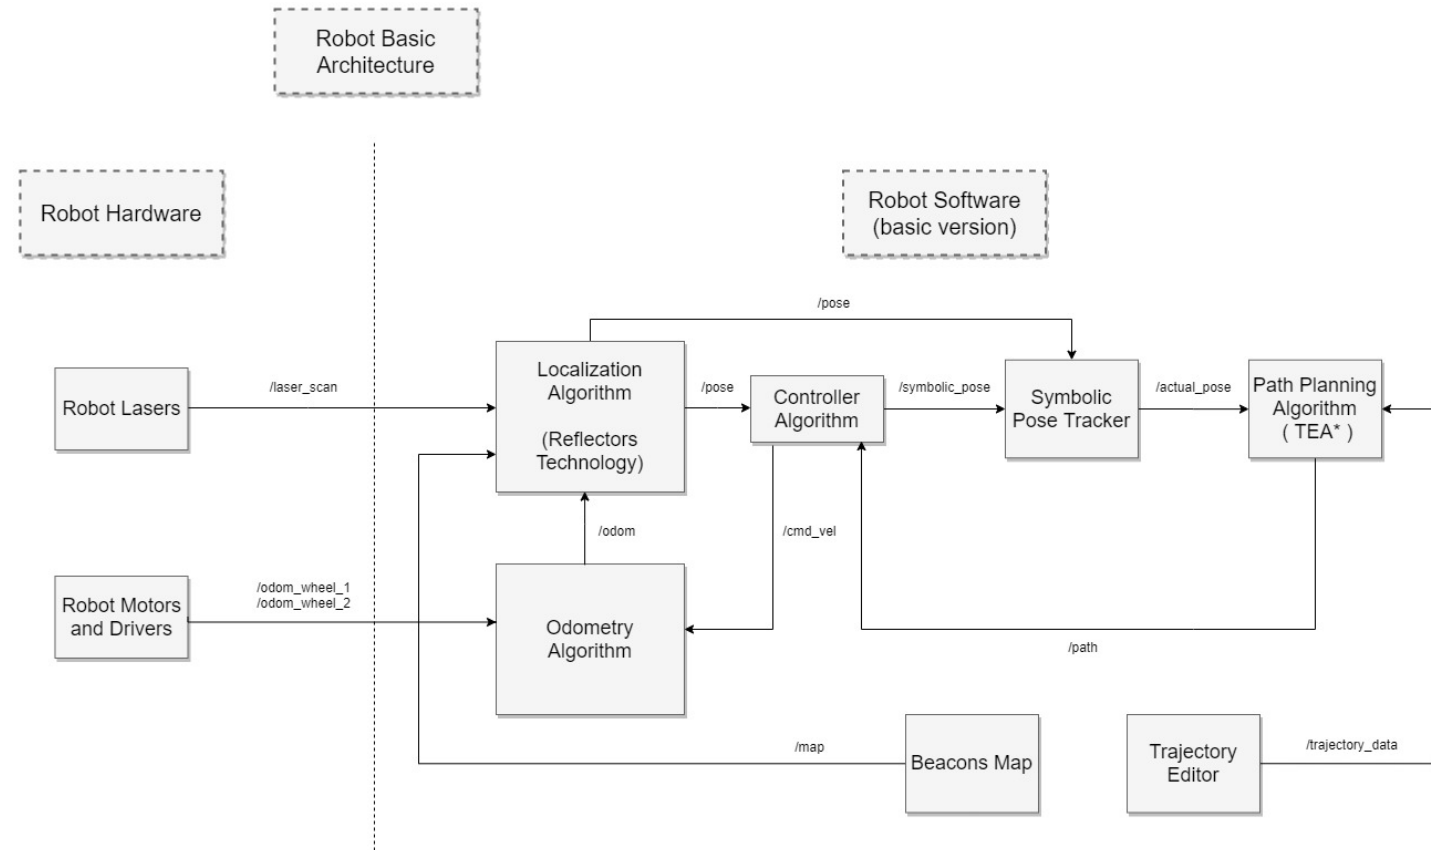 Robot Basic
Architecture
Robot Hardware
Robot Software
(basic version)
/pose
Robot Lasers
/laser_scan
Localization
Algorithm
(Reflectors
Technology)
/pose
Controller
Algorithm
/symbolic_pose
Symbolic
Pose Tracker
/actual_pose
Path Planning
Algorithm
( TEA* )
/odom
/cmd_vel
Robot Motors
and Drivers
/odom_wheel_1
/odom_wheel_2
Odometry
Algorithm
/path
/map
Beacons Map
Trajectory
Editor
/trajectory_data